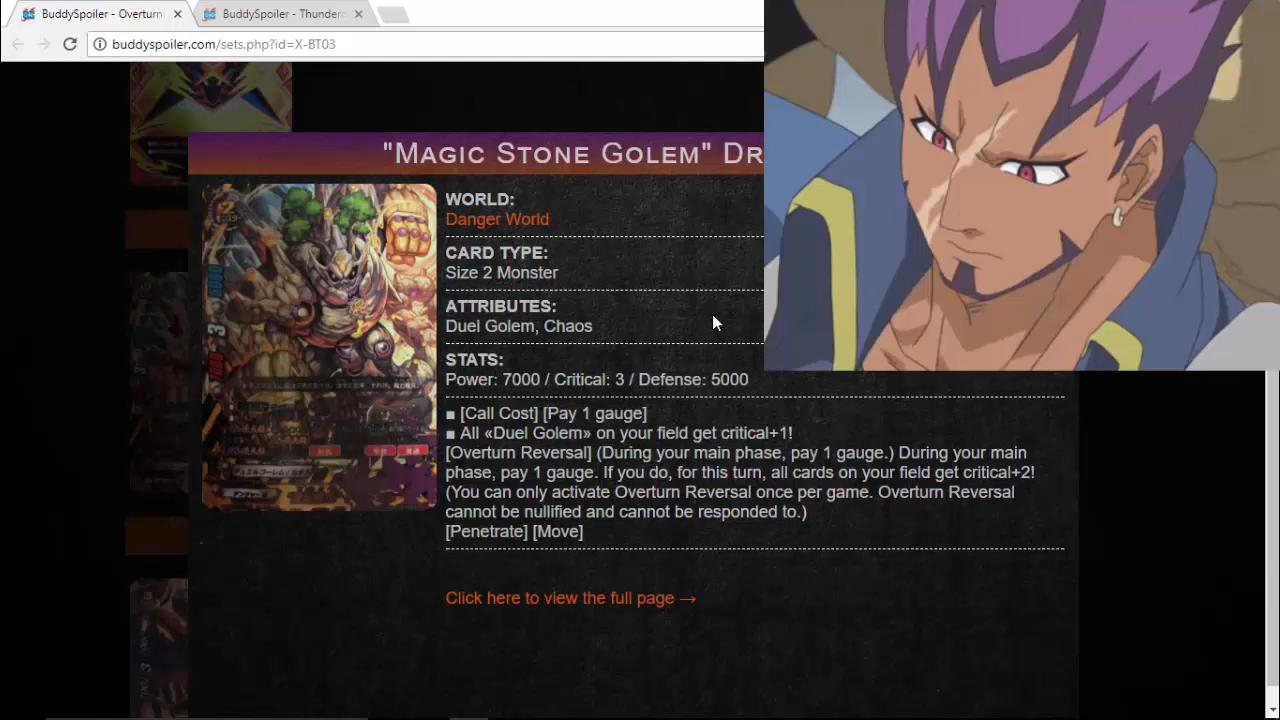 BuddySpoiler - Overturn
BuddySpoiler - Thunderc
buddyspoiler.com/sets.php?id=X-BT03
"Magic Stone Golem" Dr
WORLD:
Danger World
CARD TYPE:
Size 2 Monster
ATTRIBUTES:
Duel Golem, Chaos
STATS:
Power: 7000 / Critical: 3 / Defense: 5000
■ [Call Cost] [Pay 1 gauge]
■ All «Duel Golem» on your field get critical+1!
[Overturn Reversal] (During your main phase, pay 1 gauge.) During your main
phase, pay 1 gauge. If you do, for this turn, all cards on your field get critical+2!
(You can only activate Overturn Reversal once per game. Overturn Reversal
cannot be nullified and cannot be responded to.)
[Penetrate] [Move]
Click here to view the full page →